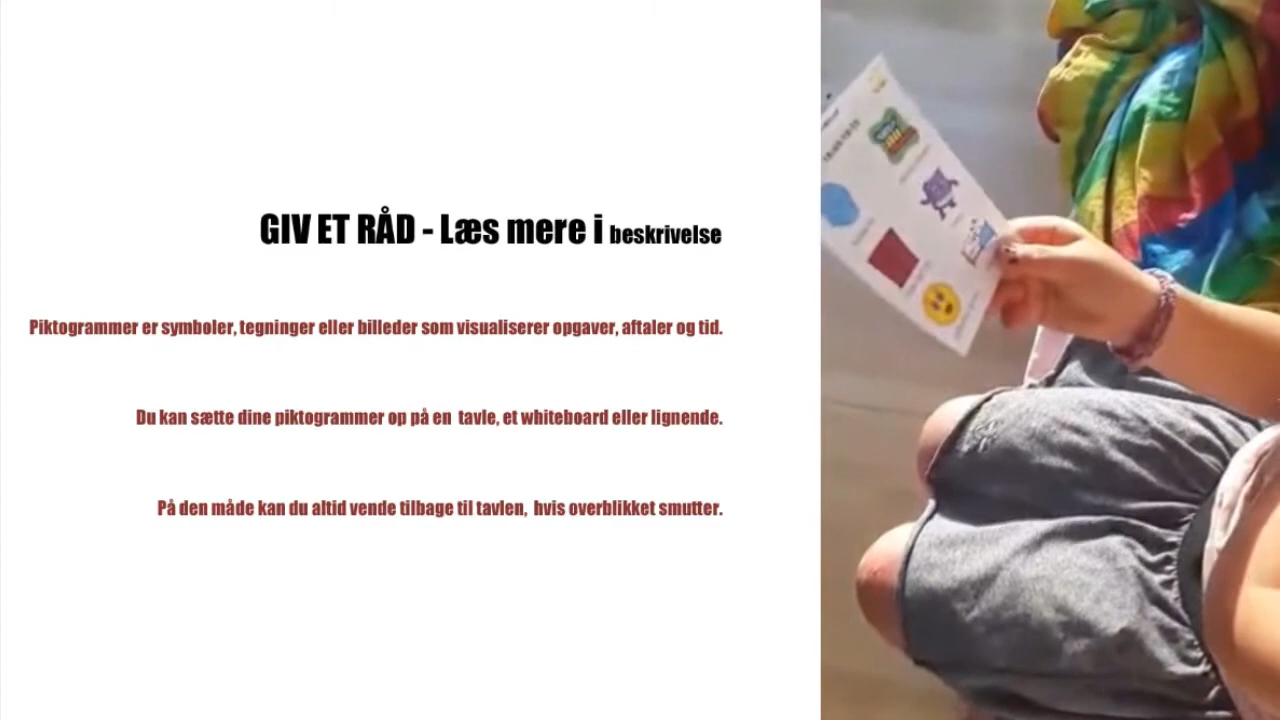 GIV ET RÅD - Læs mere i beskrivelse
Piktogrammer er symboler, tegninger eller billeder som visualiserer opgaver, aftaler og tid.
Du kan sætte dine piktogrammer op på en tavle, et whiteboard eller lignende.
På den måde kan du altid vende tilbage til tavlen, hvis overblikket smutter.